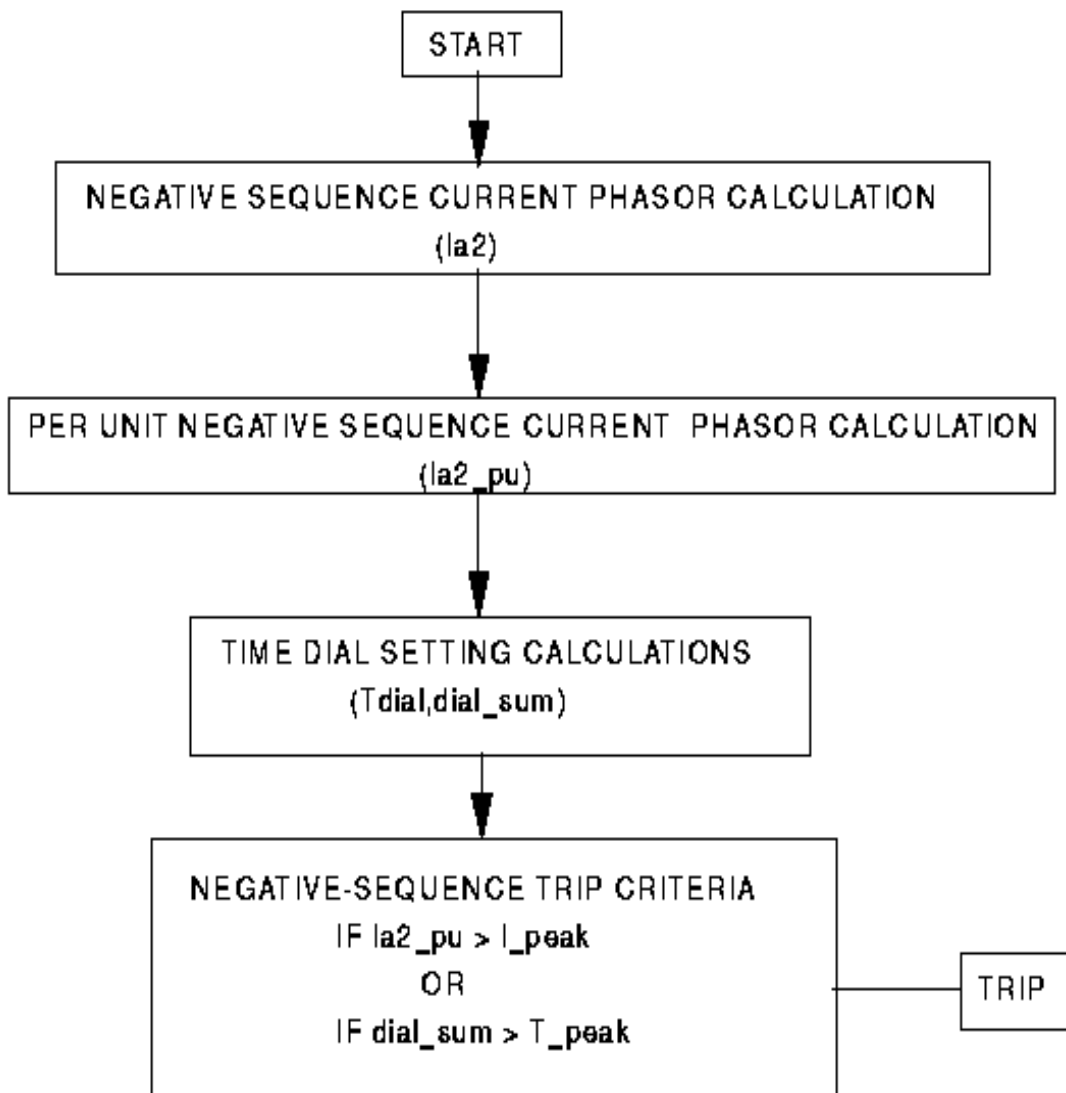 START
NEGATIVE SEQUENCE CURRENT PHASOR CALCULATION
(Ia2)
PER UNIT NEGATIVE SEQUENCE CURRENT PHASOR CALCULATION
(Ia2_pu)
TIME DIAL SETTING CALCULATIONS
(Tdial,dial_sum)
NEGATIVE-SEQUENCE TRIP CRITERIA
IF Ia2_pu > I_peak
OR
IF dial_sum > T_peak
TRIP